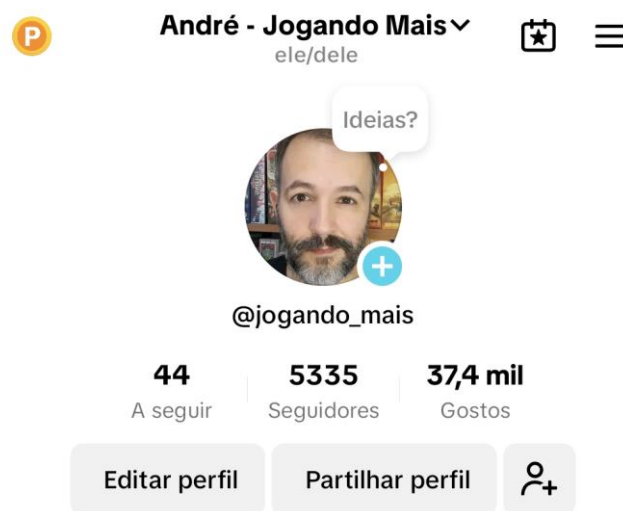 P
André - Jogando Mais
ele/dele
Ideias?
@jogando_mais
44 5335 37,4 mil
A seguir Seguidores Gostos
Editar perfil Partilhar perfil